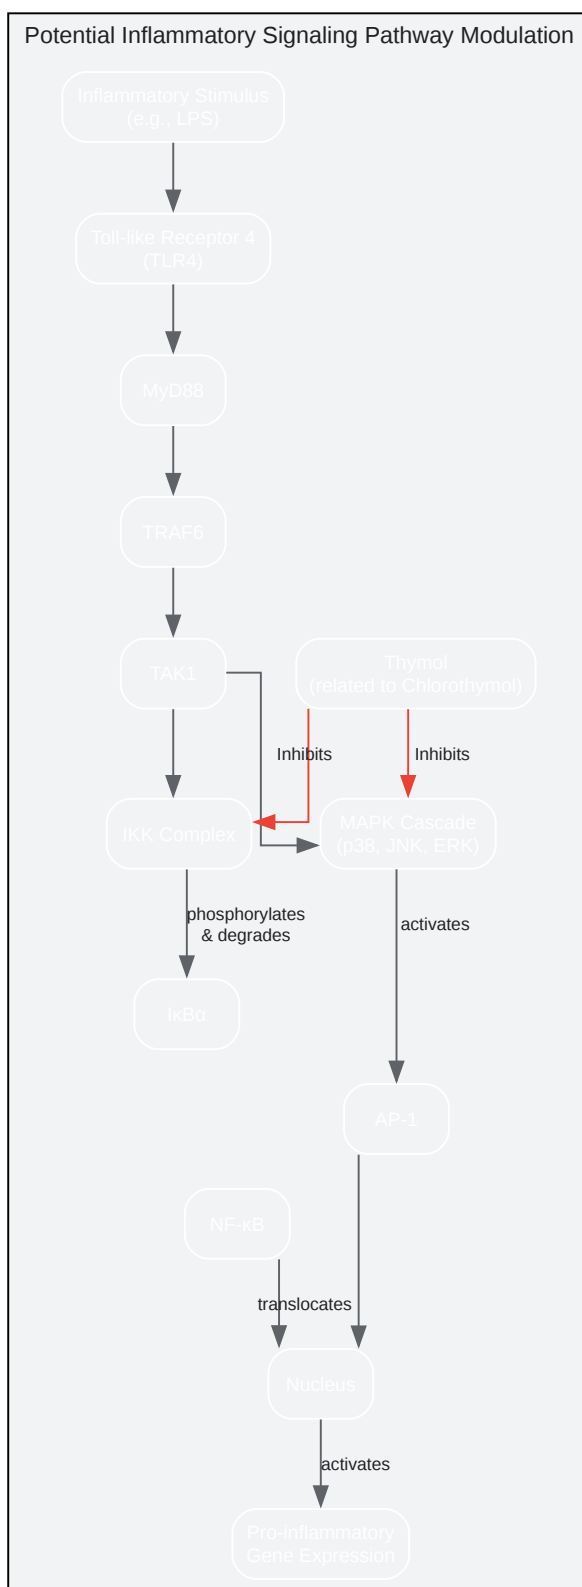 Potential Inflammatory Signaling Pathway Modulation
Inflammatory Stimulus
(e.g., LPS)
Toll-like Receptor 4
(TLR4)
MyD88
TRAF6
TAK1
Thymol
(related to Chlorothymol)
Inhibits
Inhibits
IKK Complex
MAPK Cascade
(p38, JNK, ERK)
phosphorylates
& degrades
activates
IκBα
AP-1
NF-κB
translocates
Nucleus
activates
Pro-inflammatory
Gene Expression